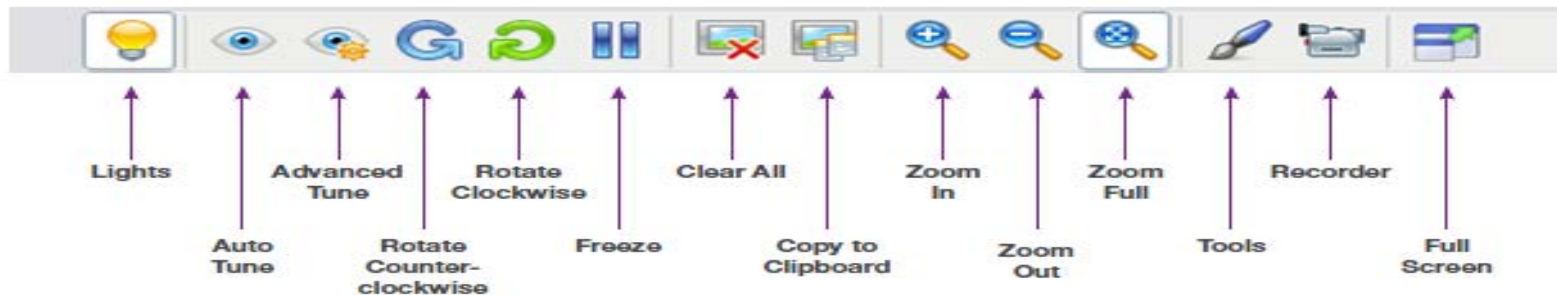 Lights
Advanced
Tune
Rotate
Clockwise
Clear All
Zoom
In
Zoom
Full
Recorder
Auto
Tune
Rotate
Counter-
clockwise
Freeze
Copy to
Clipboard
Zoom
Out
Tools
Full
Screen